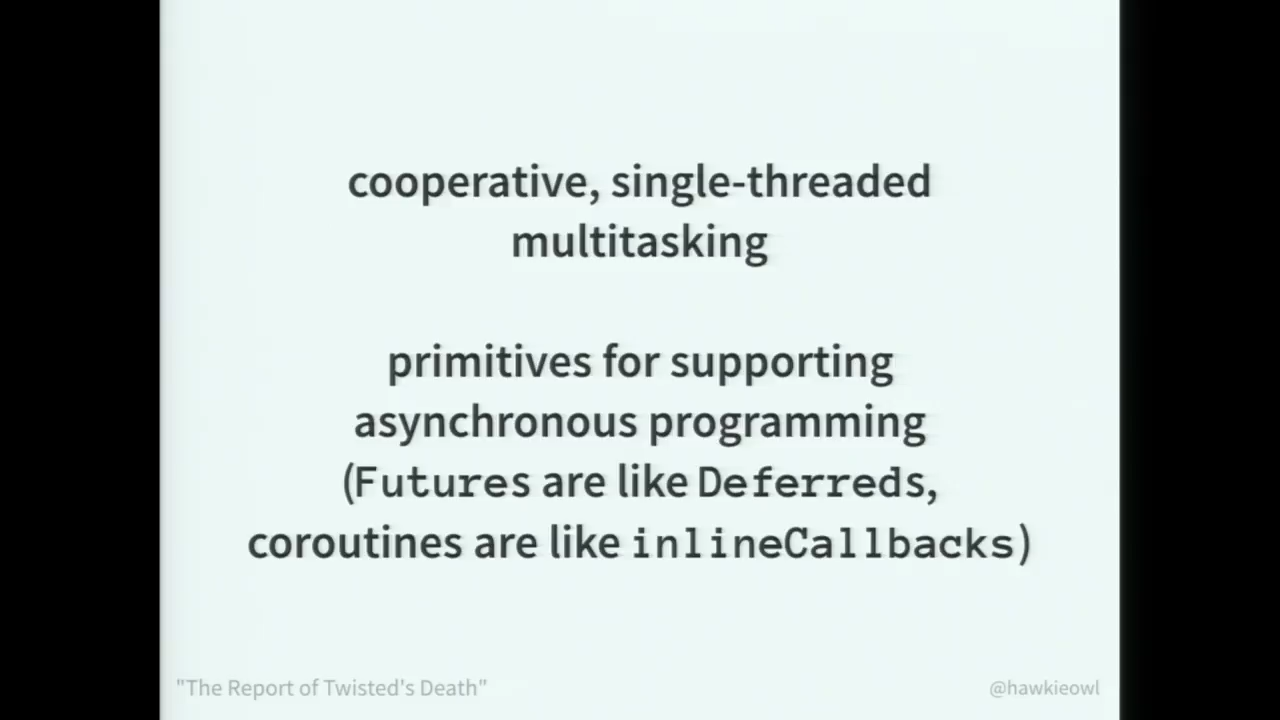 cooperative, single-threaded
multitasking
primitives for supporting
asynchronous programming
(Futures are like Deferreds,
coroutines are like inlineCallbacks)
"The Report of Twisted's Death"
@hawkieowl